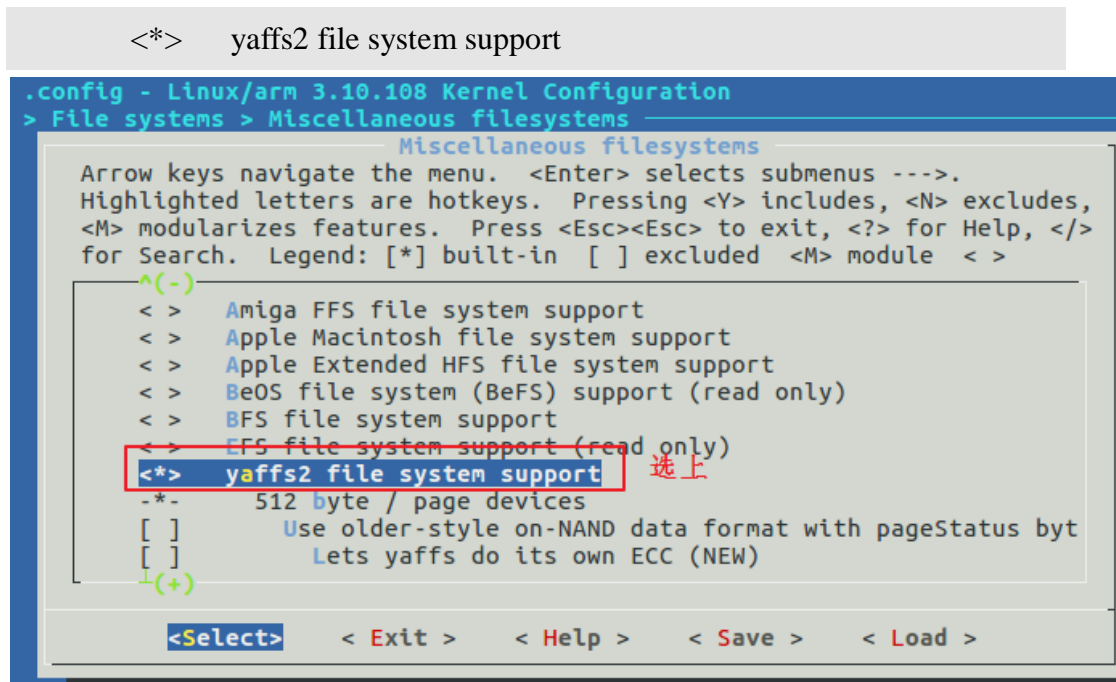 <*> yaffs2 file system support
.config - Linux/arm 3.10.108 Kernel Configuration
> File systems > Miscellaneous filesystems
Miscellaneous filesystems
Arrow keys navigate the menu. <Enter> selects submenus --->.
Highlighted letters are hotkeys. Pressing <Y> includes, <N> excludes,
<M> modularizes features. Press <Esc><Esc> to exit, <?> for Help, </>
for Search. Legend: [*] built-in [ ] excluded <M> module < >
^(-)
< > Amiga FFS file system support
< > Apple Macintosh file system support
< > Apple Extended HFS file system support
< > BeOS file system (BeFS) support (read only)
< > BFS file system support
< > EFS file system support (read only)
<*> yaffs2 file system support 选上
-*- 512 byte / page devices
[ ] Use older-style on-NAND data format with pageStatus byt
[ ] Lets yaffs do its own ECC (NEW)
┴(+)
<Select> < Exit > < Help > < Save > < Load >